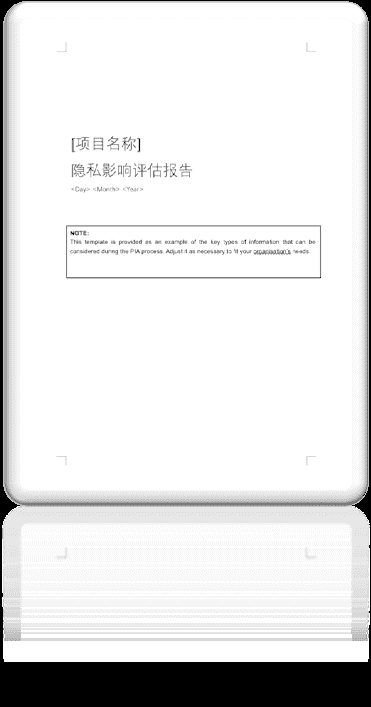 [项目名称]
隐私影响评估报告
<Day> <Month> <Year>
NOTE:
This template is provided as an example of the key types of information that can be
considered during the PIA process. Adjust it as necessary to fit your organisation's needs.